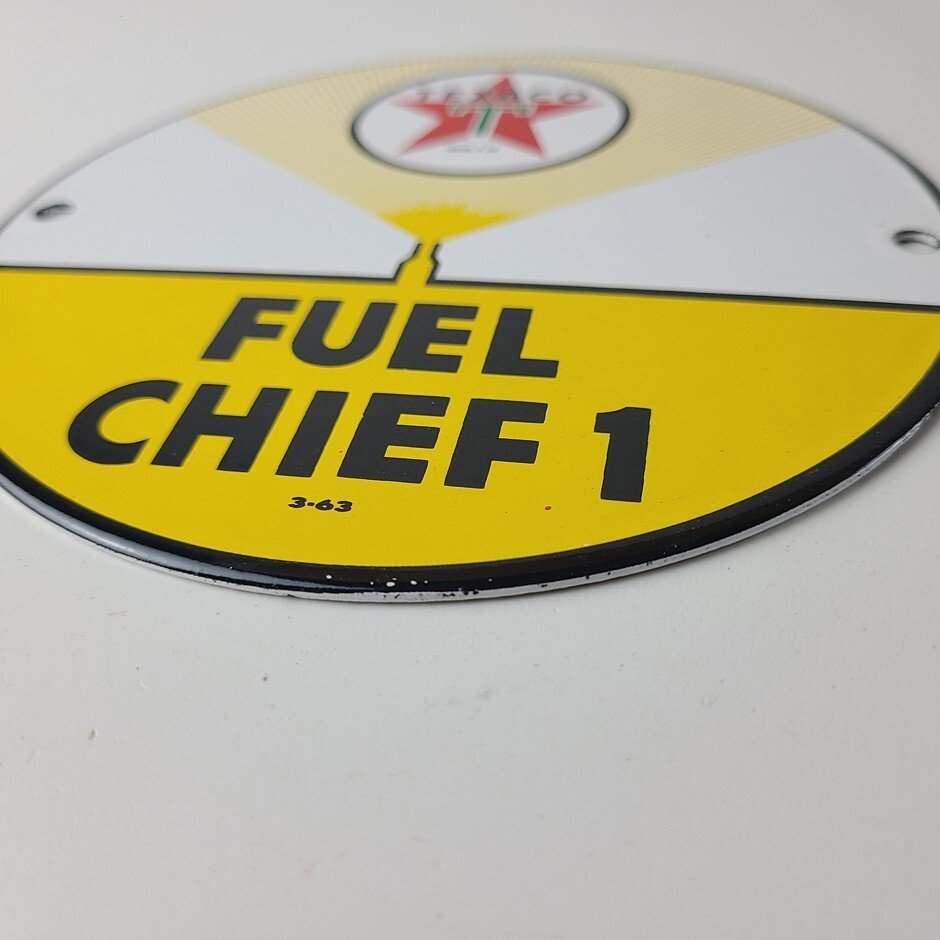 TEXACO
FUEL
CHIEF 1
3-63